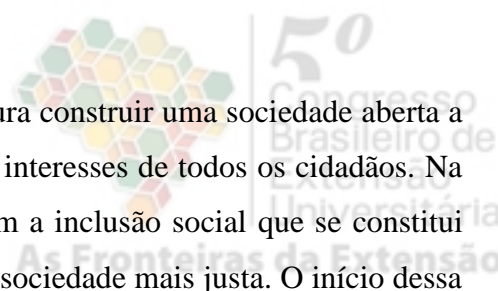 5º
Congresso
Brasileiro de
Extensão
Universitária
As Fronteiras da Extensão
ura construir uma sociedade aberta a
interesses de todos os cidadãos. Na
m a inclusão social que se constitui
sociedade mais justa. O início dessa